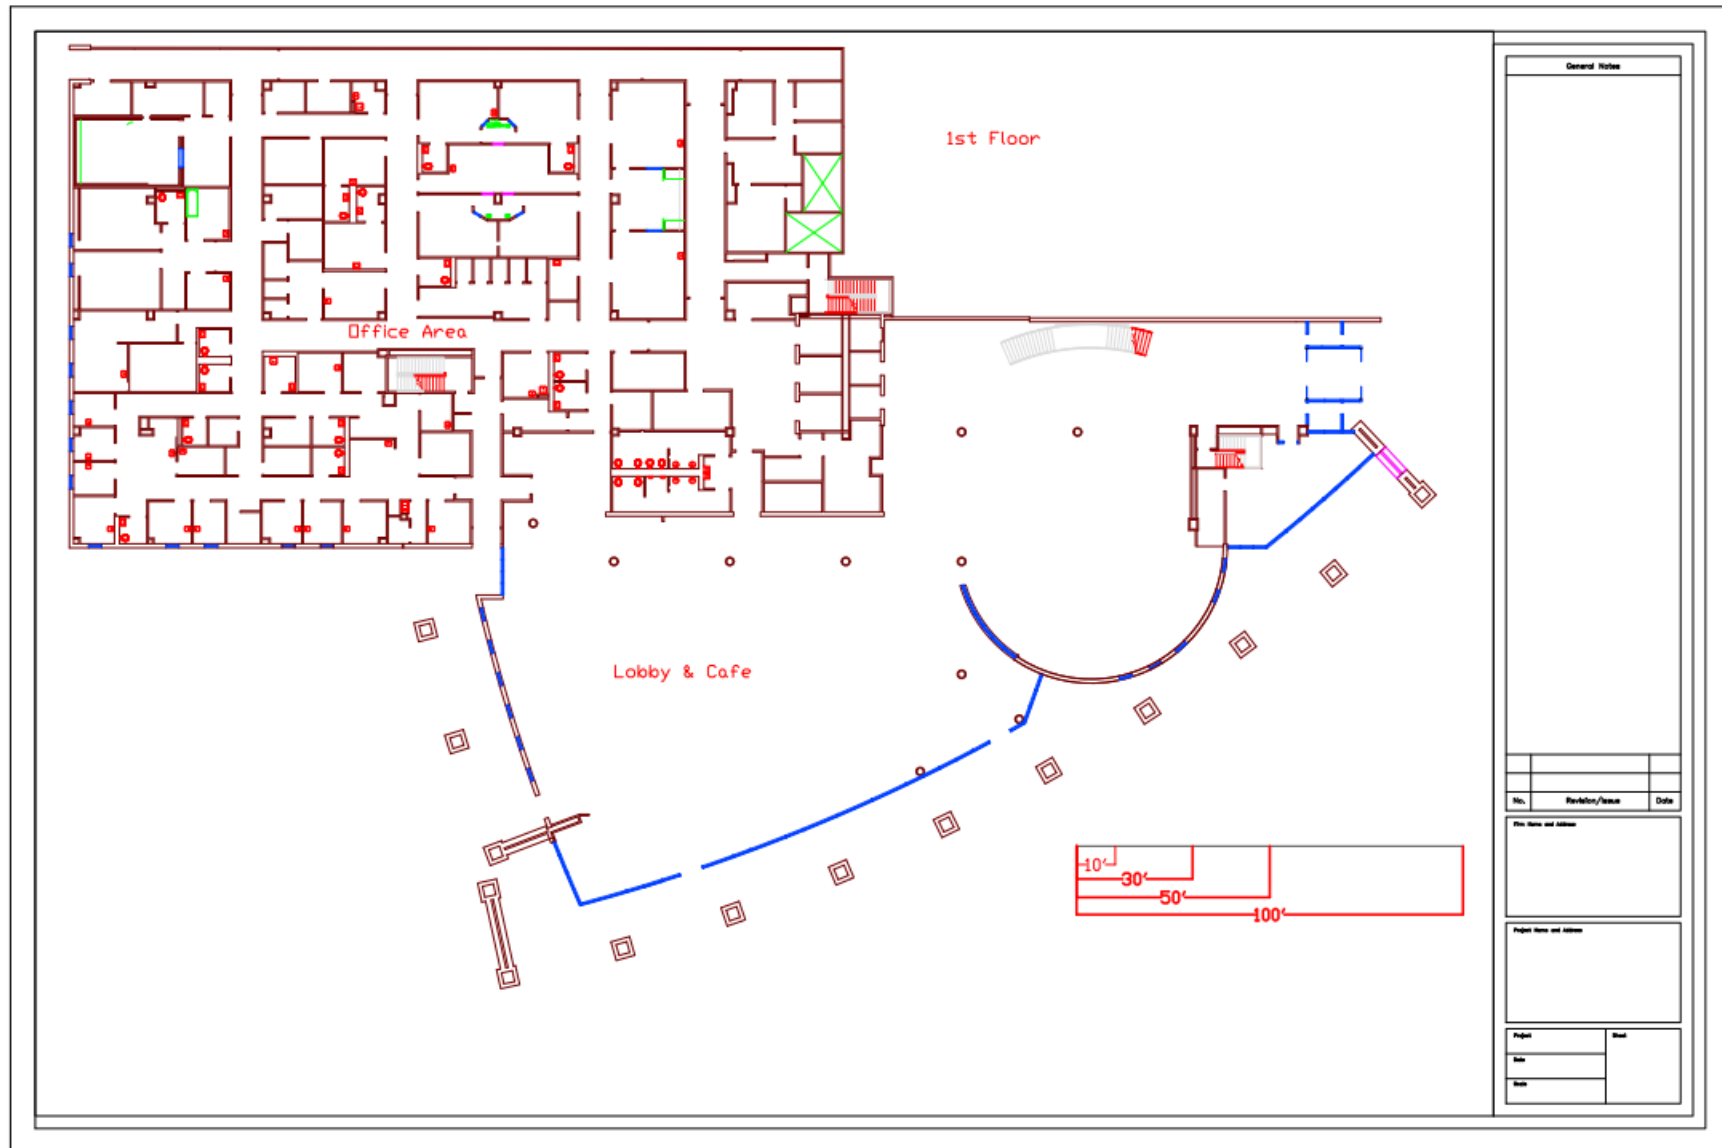 General Notes
1st Floor
Office Area
Lobby & Cafe
10'
30'
50'
100'
No. Revision/Issue Date
Firm Name and Address
Project Name and Address
Project Sheet
Date
Scale